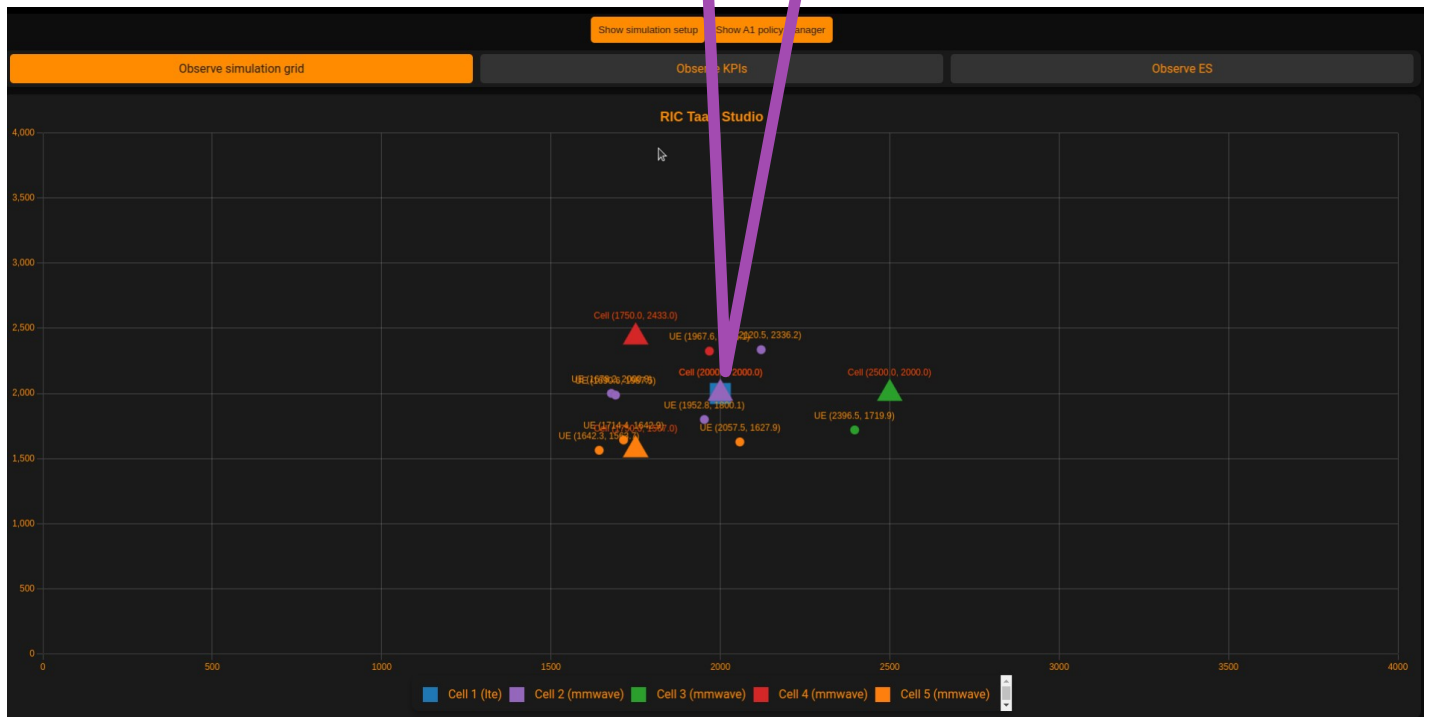 Show simulation setup Show A1 policy
Observe simulation grid Observe KPIs Observe ES
RIC Studio
4,000
3,500
3,000
2,500
2,000
1,500
1,000
500
0
Cell (1750.0, 2433.0)
UE (1967.6, 2336.2)
Cell (2000.0)
Cell (2500.0, 2000.0)
UE (1952.8, 1800.1)
UE (2396.5, 1719.9)
UE (2057.5, 1627.9)
UE (1714.4, 1642.9)
UE (1642.3,
0 500 1000 1500 2000 2500 3000 3500 4000
Cell 1 (lte) Cell 2 (mmwave) Cell 3 (mmwave) Cell 4 (mmwave) Cell 5 (mmwave)